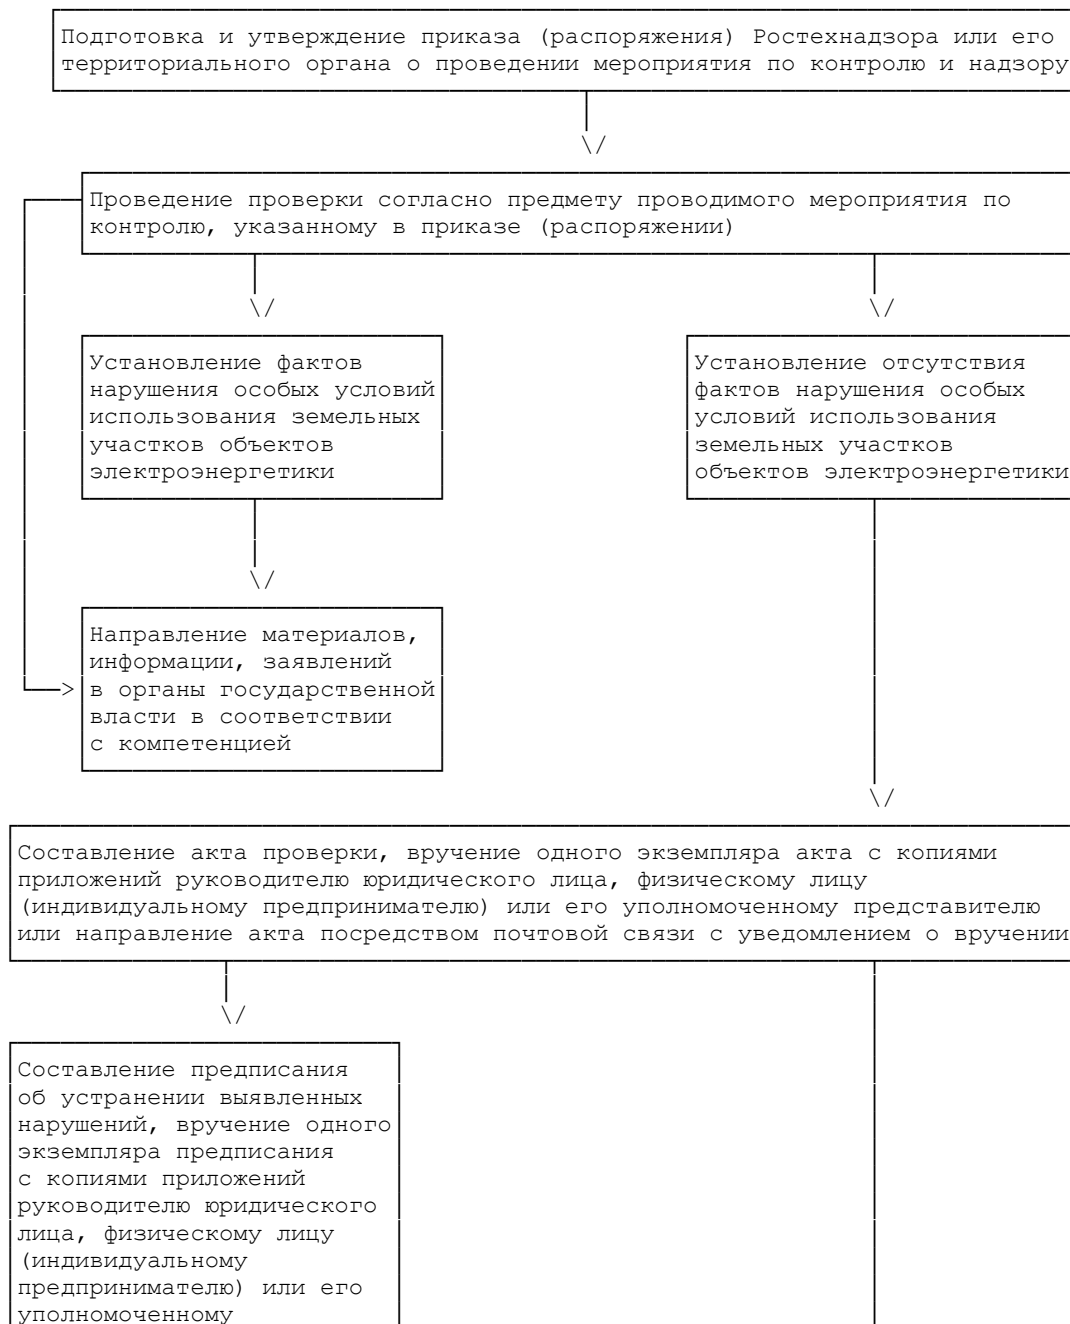 Подготовка и утверждение приказа (распоряжения) Ростехнадзора или его
территориального органа о проведении мероприятия по контролю и надзору
Проведение проверки согласно предмету проводимого мероприятия по
контролю, указанному в приказе (распоряжении)
Установление фактов
нарушения особых условий
использования земельных
участков объектов
электроэнергетики
Установление отсутствия
фактов нарушения особых
условий использования
земельных участков
объектов электроэнергетики
Направление материалов,
информации, заявлений
в органы государственной
власти в соответствии
с компетенцией
Составление акта проверки, вручение одного экземпляра акта с копиями
приложений руководителю юридического лица, физическому лицу
(индивидуальному предпринимателю) или его уполномоченному представителю
или направление акта посредством почтовой связи с уведомлением о вручении
Составление предписания
об устранении выявленных
нарушений, вручение одного
экземпляра предписания
с копиями приложений
руководителю юридического
лица, физическому лицу
(индивидуальному
предпринимателю) или его
уполномоченному